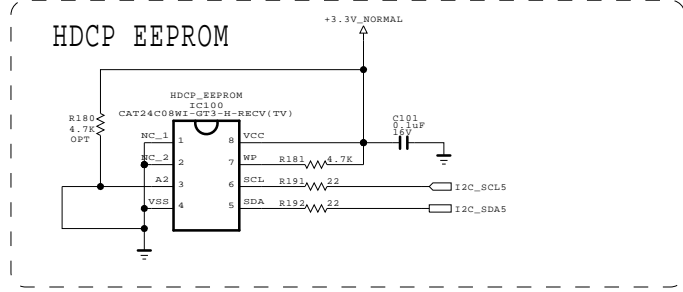 HDCP EEPROM
+3.3V_NORMAL
HDCP_EEPROM
IC100
CAT24C08WI-GT3-H-RECV(TV)
R180
4.7K
OPT
C101
0.1uF
16V
NC_1
1
8
VCC
NC_2
2
7
WP
R181
4.7K
A2
3
6
SCL
R191
22
I2C_SCL5
VSS
4
5
SDA
R192
22
I2C_SDA5